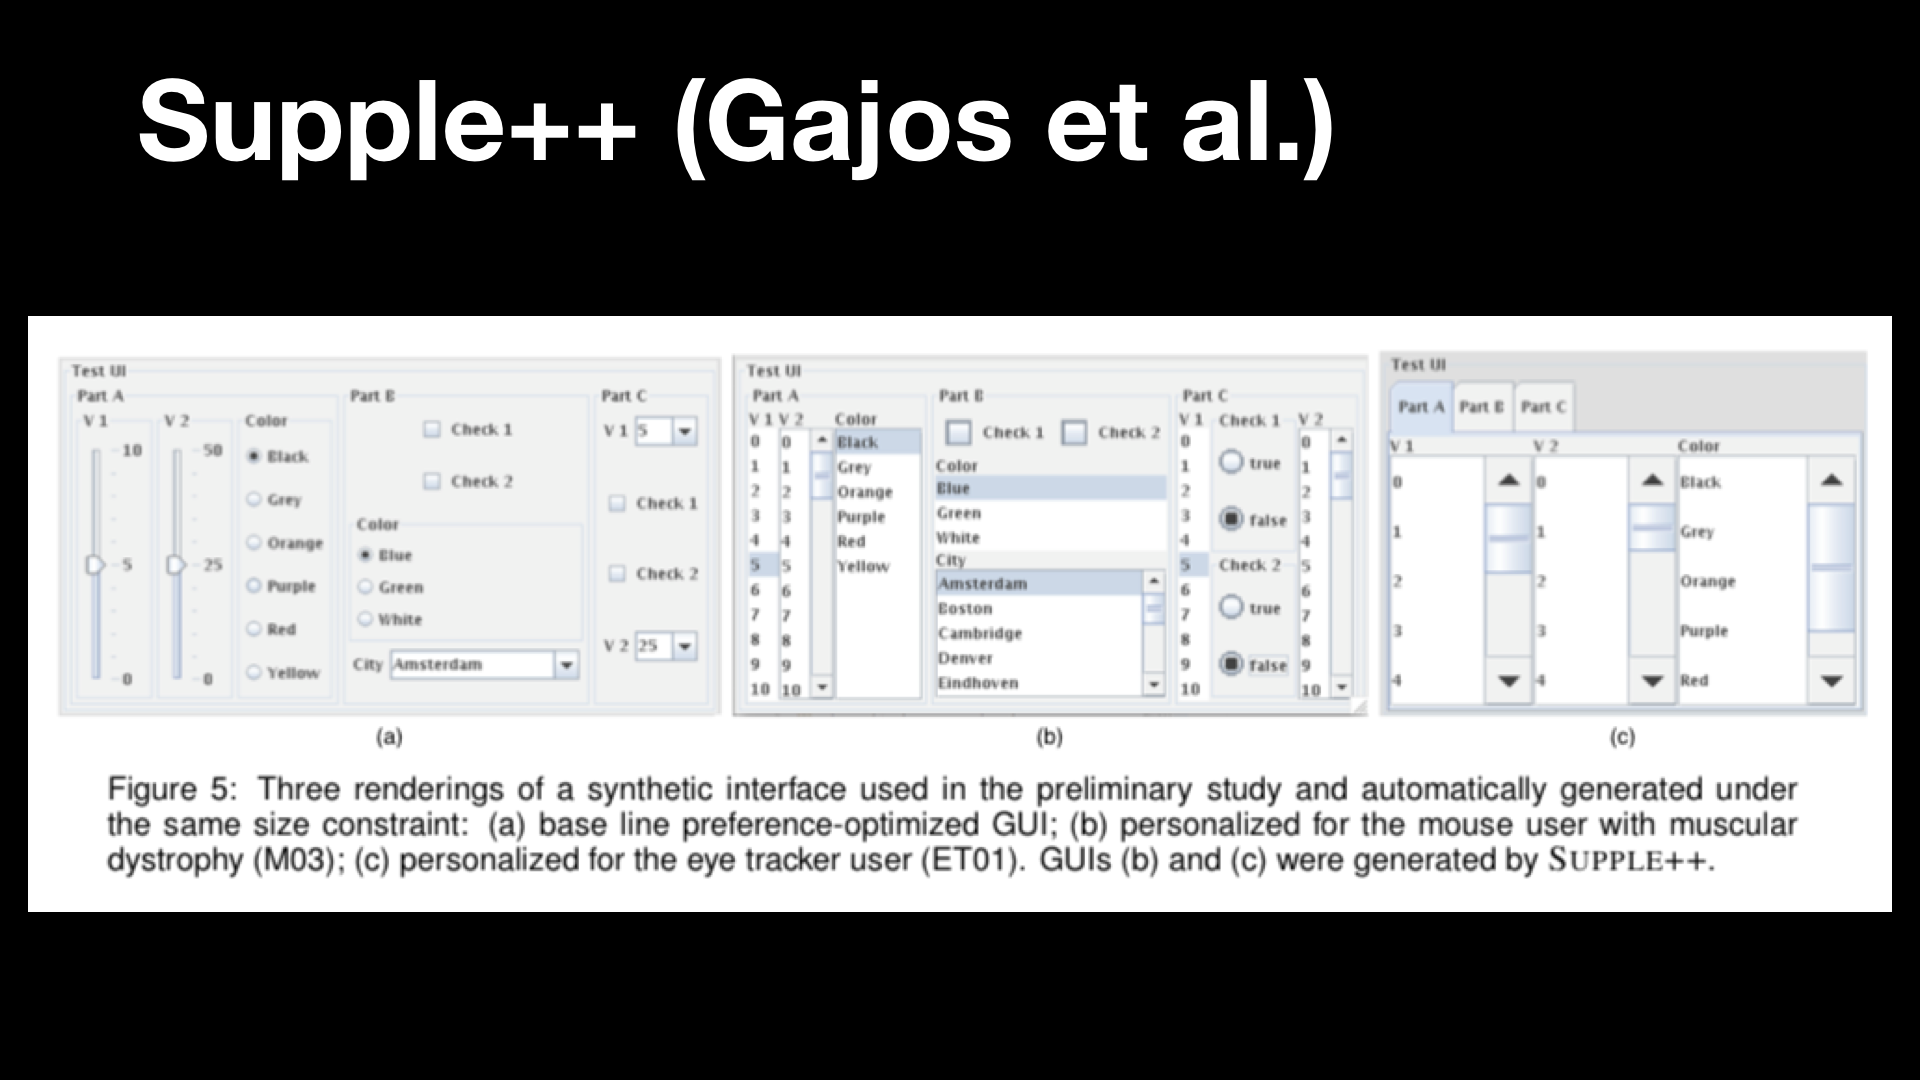 Supple++ (Gajos et al.)
Test UI
Part A
V 1
V 2
Color
10
5
0
50
25
0
Black
Grey
Orange
Purple
Red
Yellow
Part B
Check 1
Check 2
Color
Blue
Green
White
City Amsterdam
Part C
V 1 5
Check 1
Check 2
V 2 25
(a)
Test UI
Part A
V 1 V 2 Color
0 0 Black
1 1 Grey
2 2 Orange
3 3 Purple
4 4 Red
5 5 Yellow
6 6
7 7
8 8
9 9
10 10
Part B
Check 1 Check 2
Color
Blue
Green
White
City
Amsterdam
Boston
Cambridge
Denver
Eindhoven
Part C
V 1
0
1
2
3
4
5
6
7
8
9
10
Check 1
true
false
Check 2
true
false
V 2
0
1
2
3
4
5
6
7
8
9
10
(b)
Test UI
Part A Part B Part C
V 1 V 2 Color
0 0 Black
1 1 Grey
2 2 Orange
3 3 Purple
4 4 Red
(c)
Figure 5: Three renderings of a synthetic interface used in the preliminary study and automatically generated under
the same size constraint: (a) base line preference-optimized GUI; (b) personalized for the mouse user with muscular
dystrophy (M03); (c) personalized for the eye tracker user (ET01). GUIs (b) and (c) were generated by SUPPLE++.